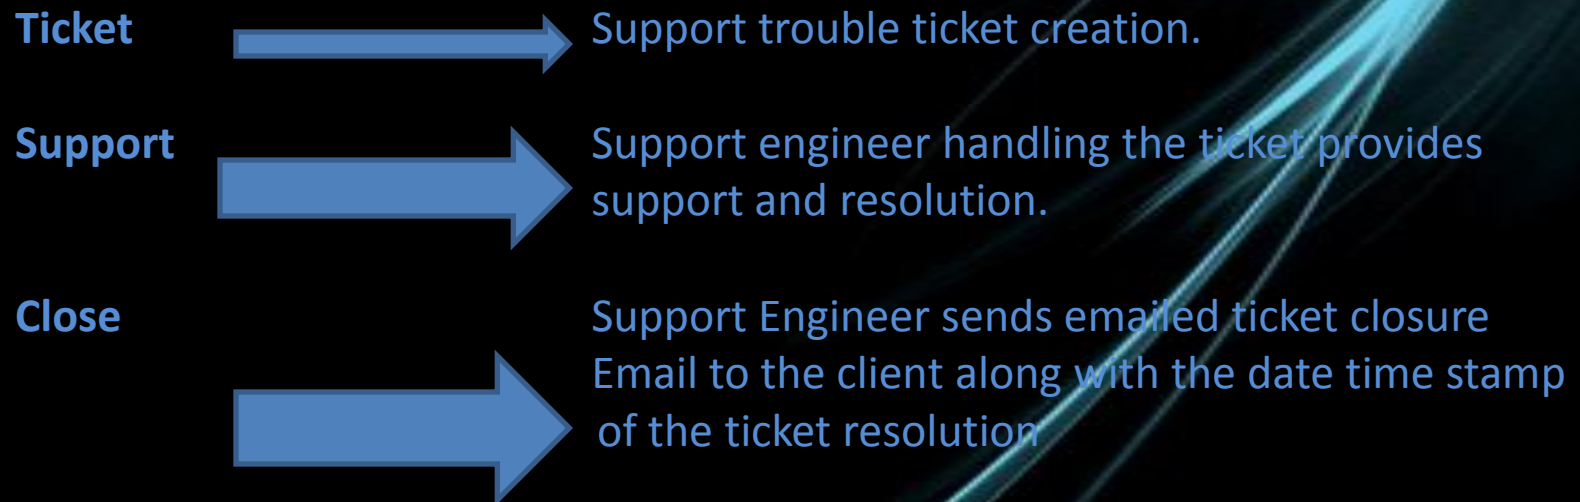 Ticket
Support trouble ticket creation.
Support
Support engineer handling the ticket provides
support and resolution.
Close
Support Engineer sends emailed ticket closure
Email to the client along with the date time stamp
of the ticket resolution